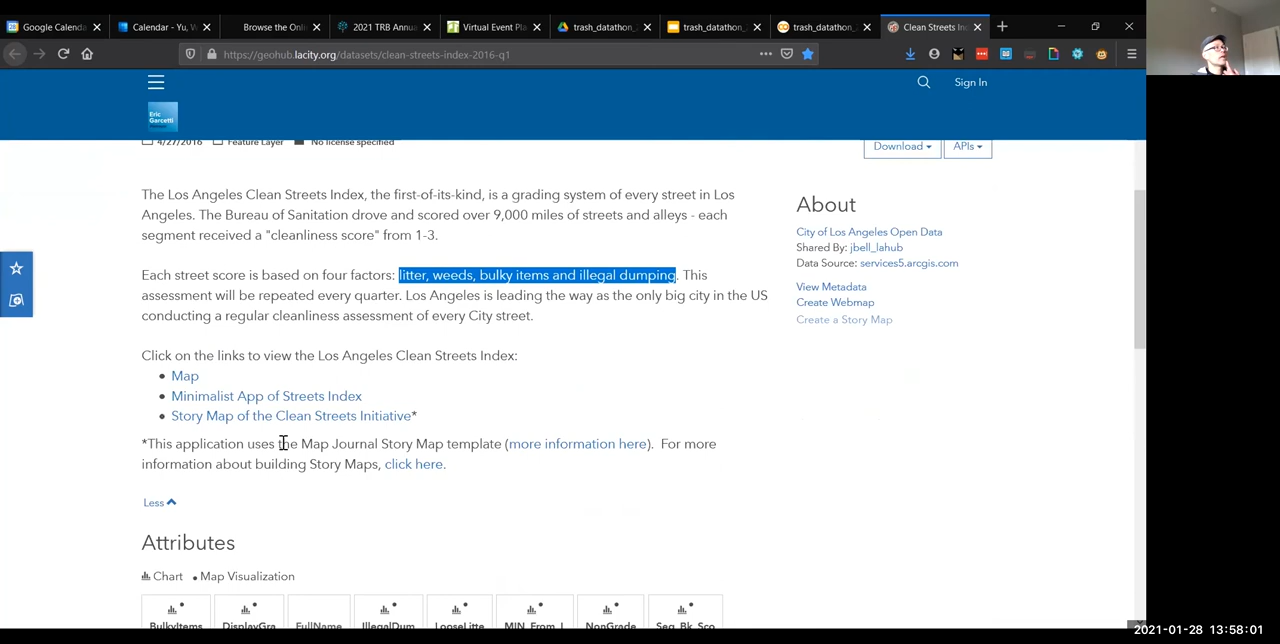 Google Calenda
Calendar - Yu, W
Browse the Onli
2021 TRB Annua
Virtual Event Pla
trash_datathon_
trash_datathon_
trash_datathon_
Clean Streets In
https://geohub.lacity.org/datasets/clean-streets-index-2016-q1
Sign In
Eric
Garcetti
4/27/2016 Feature Layer No license specified
Download
APIs
The Los Angeles Clean Streets Index, the first-of-its-kind, is a grading system of every street in Los
Angeles. The Bureau of Sanitation drove and scored over 9,000 miles of streets and alleys - each
segment received a "cleanliness score" from 1-3.
Each street score is based on four factors: litter, weeds, bulky items and illegal dumping. This
assessment will be repeated every quarter. Los Angeles is leading the way as the only big city in the US
conducting a regular cleanliness assessment of every City street.
Click on the links to view the Los Angeles Clean Streets Index:
• Map
• Minimalist App of Streets Index
• Story Map of the Clean Streets Initiative*
*This application uses the Map Journal Story Map template (more information here).  For more
information about building Story Maps, click here.
Less
About
City of Los Angeles Open Data
Shared By: jbell_lahub
Data Source: services5.arcgis.com
View Metadata
Create Webmap
Create a Story Map
Attributes
Chart
Map Visualization
BulkyItems
DisplayGra
FullName
IllegalDum
LooseLitte
MIN_From_I
NonGrade
Seg_Bk_Sco
2021-01-28 13:58:01